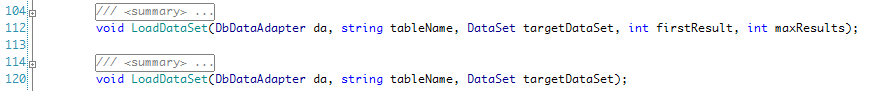 104 /// <summary> ...
112 void LoadDataSet(DbDataAdapter da, string tableName, DataSet targetDataSet, int firstResult, int maxResults);
113
114 /// <summary> ...
120 void LoadDataSet(DbDataAdapter da, string tableName, DataSet targetDataSet);